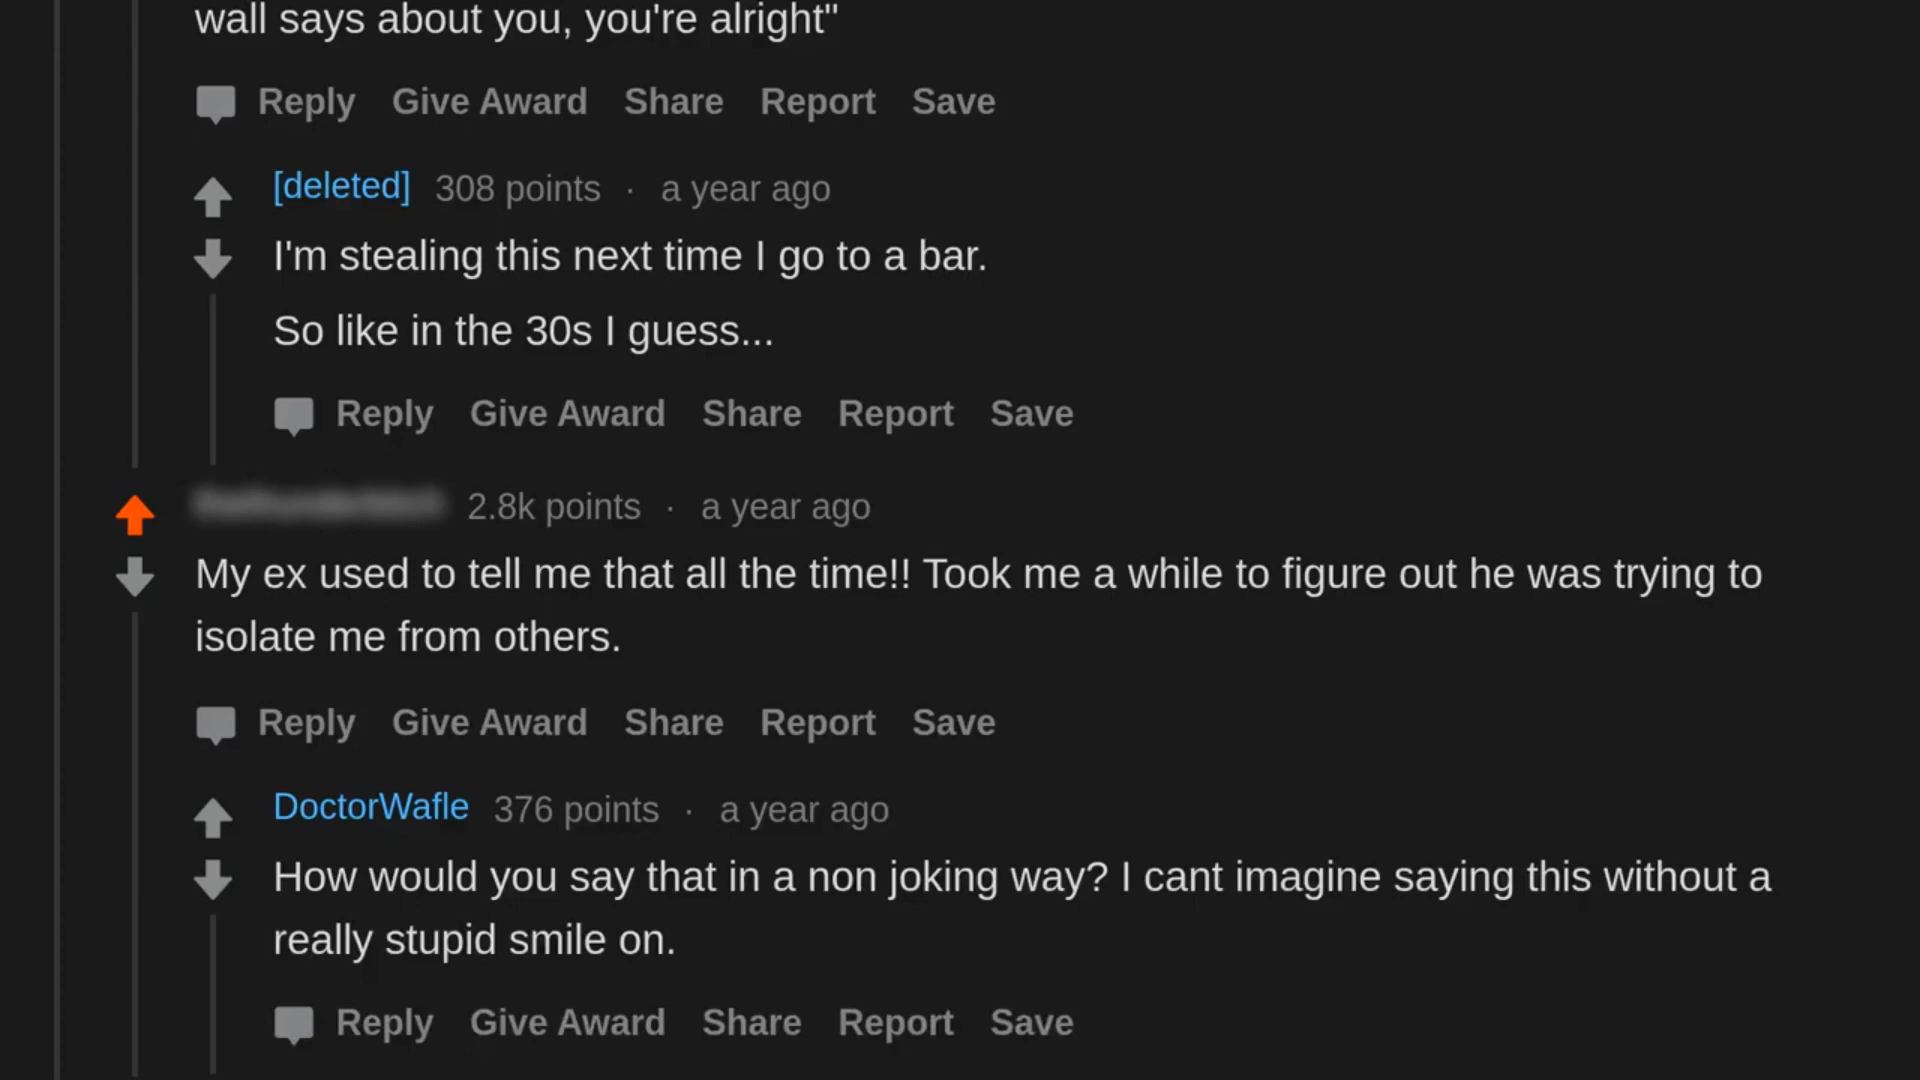 wall says about you, you're alright"
Reply Give Award Share Report Save
[deleted] 308 points · a year ago
I'm stealing this next time I go to a bar.
So like in the 30s I guess...
Reply Give Award Share Report Save
2.8k points · a year ago
My ex used to tell me that all the time!! Took me a while to figure out he was trying to
isolate me from others.
Reply Give Award Share Report Save
DoctorWafle 376 points · a year ago
How would you say that in a non joking way? I cant imagine saying this without a
really stupid smile on.
Reply Give Award Share Report Save